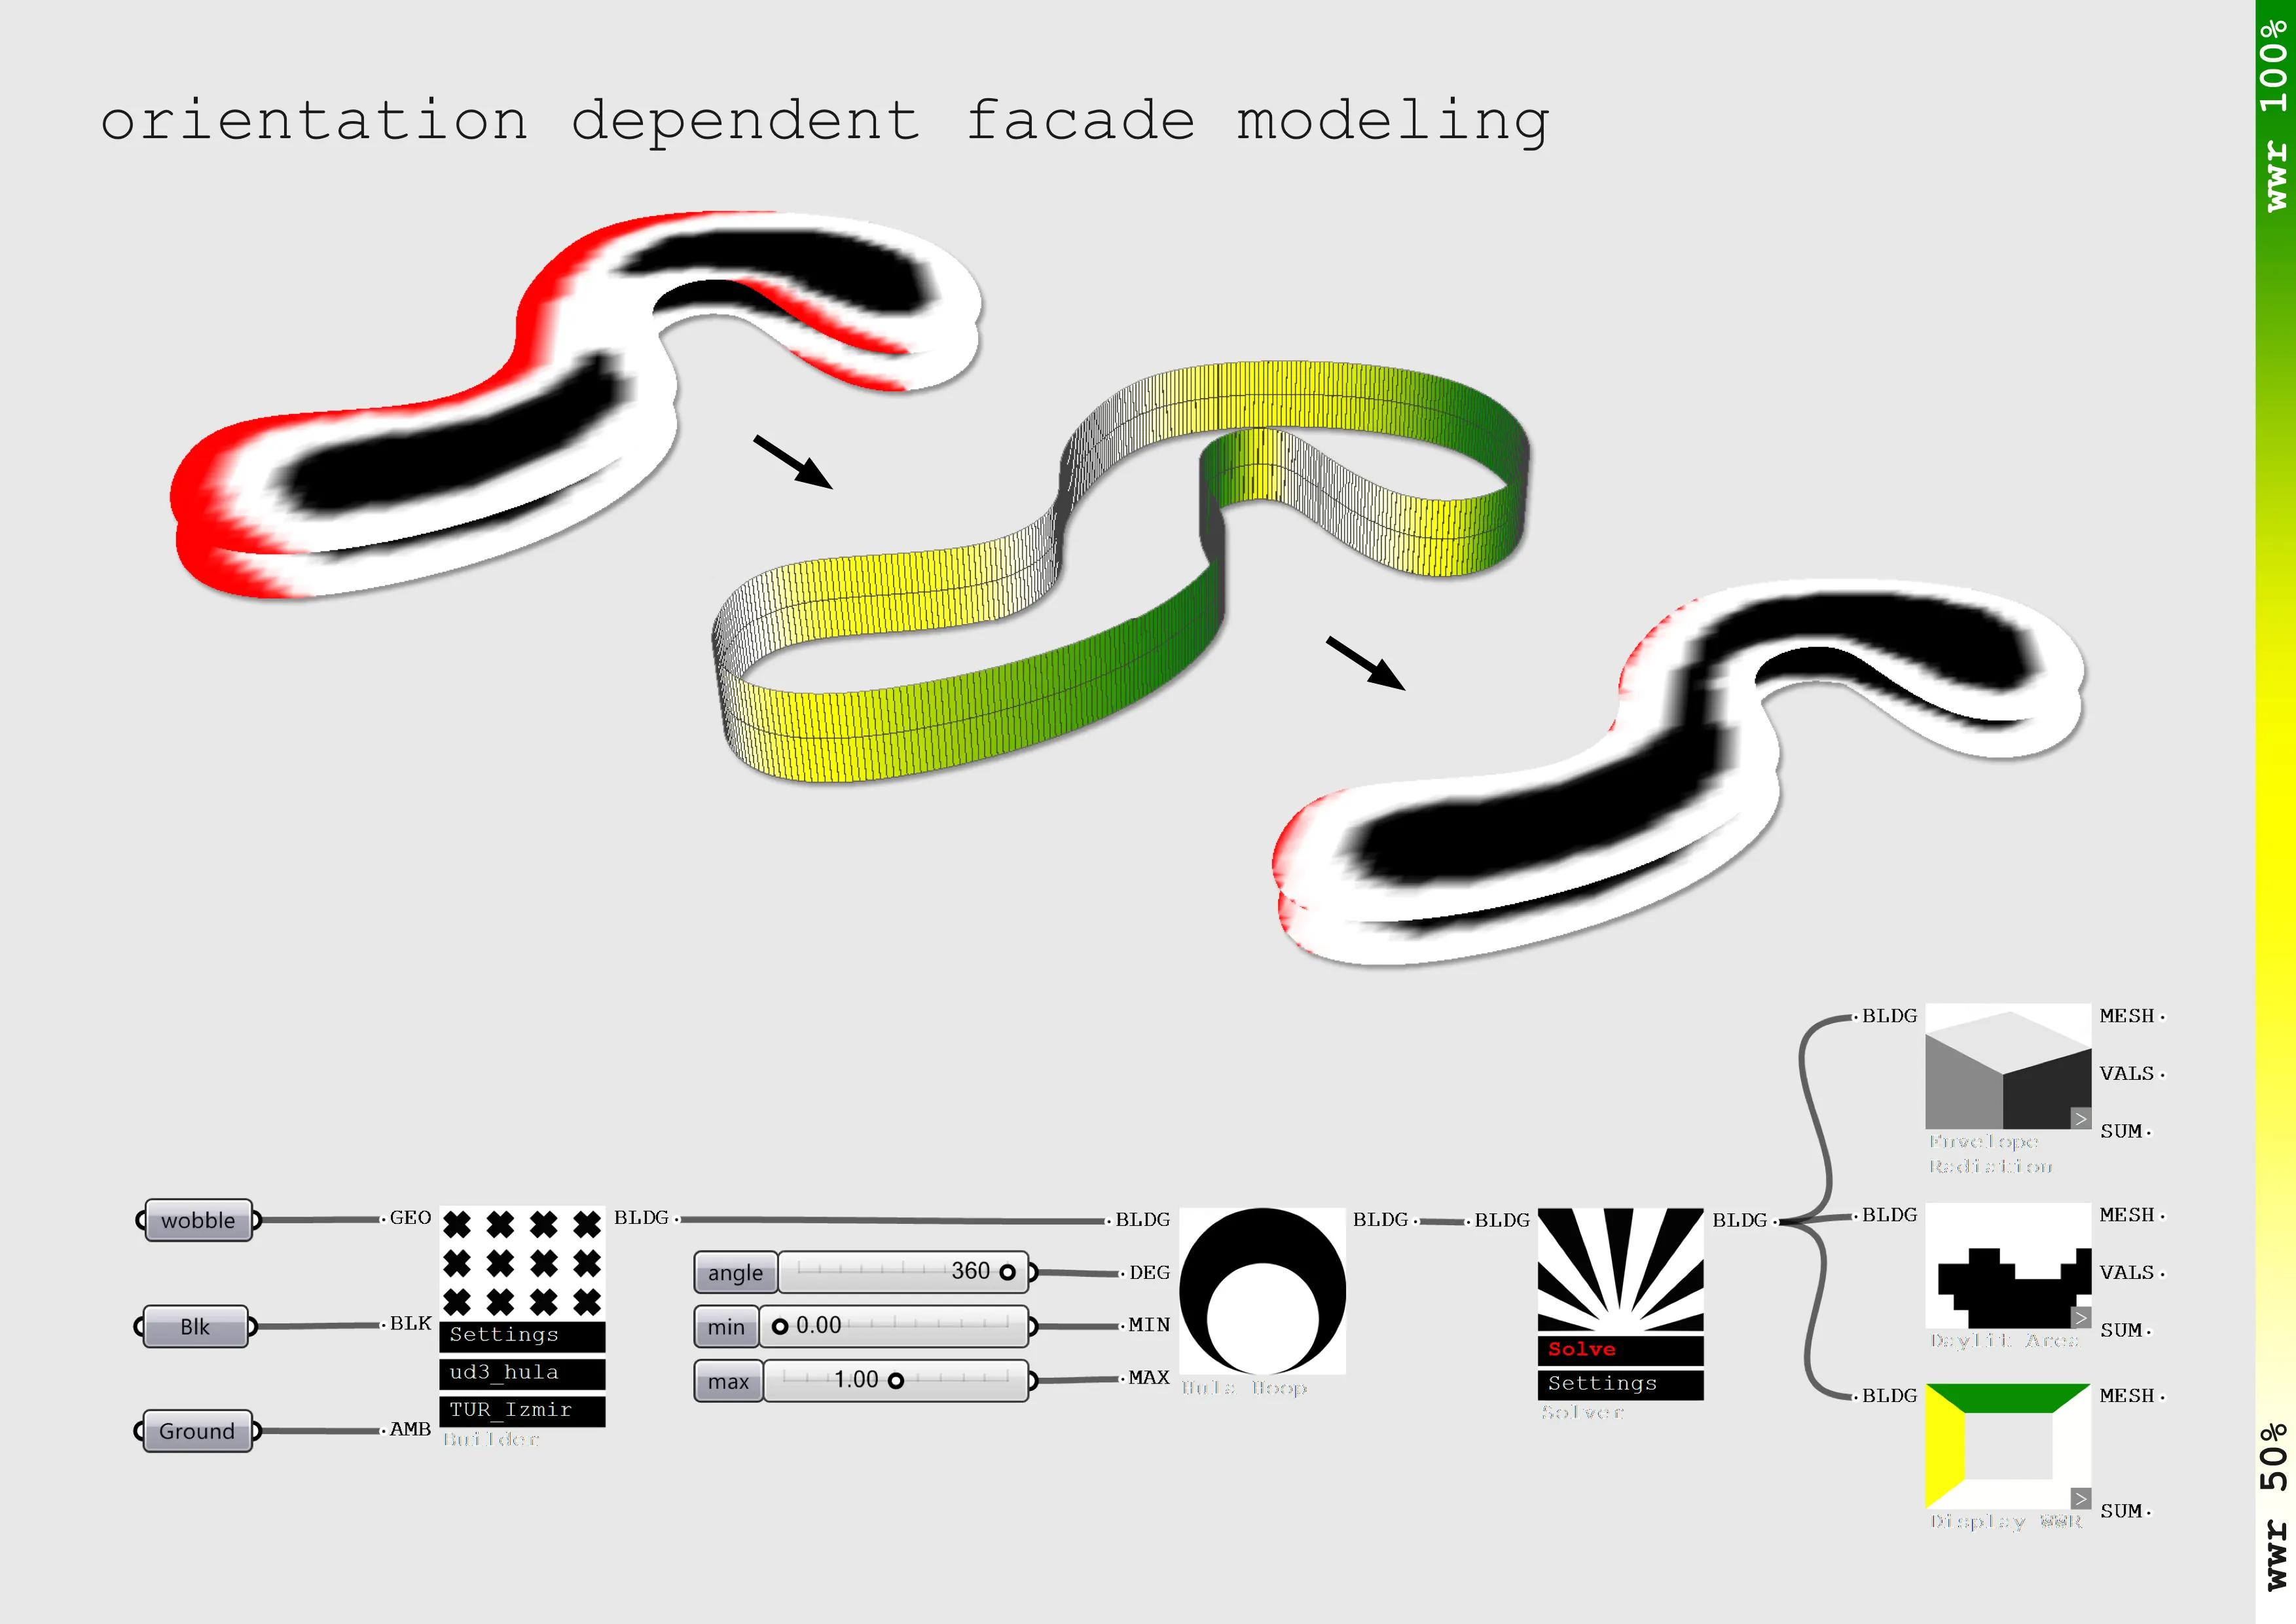 orientation dependent facade modeling
wwr 100%
wwr 50%
wobble
GEO
BLDG
Blk
BLK
Settings
ud3_hula
TUR_Izmir
Ground
AMB
Builder
BLDG
angle
360
DEG
min
0.00
MIN
max
1.00
MAX
Hula Hoop
BLDG
BLDG
Solve
Settings
Solver
BLDG
BLDG
MESH
VALS
>
SUM
Envelope
Radiation
BLDG
MESH
VALS
>
SUM
Daylit Area
BLDG
MESH
>
SUM
Display WWR